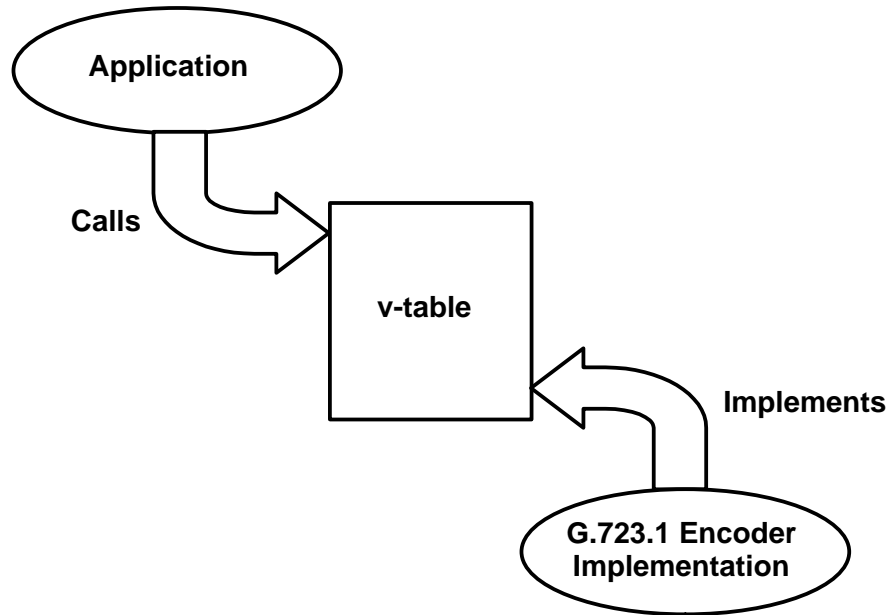 Application
Calls
v-table
Implements
G.723.1 Encoder
Implementation